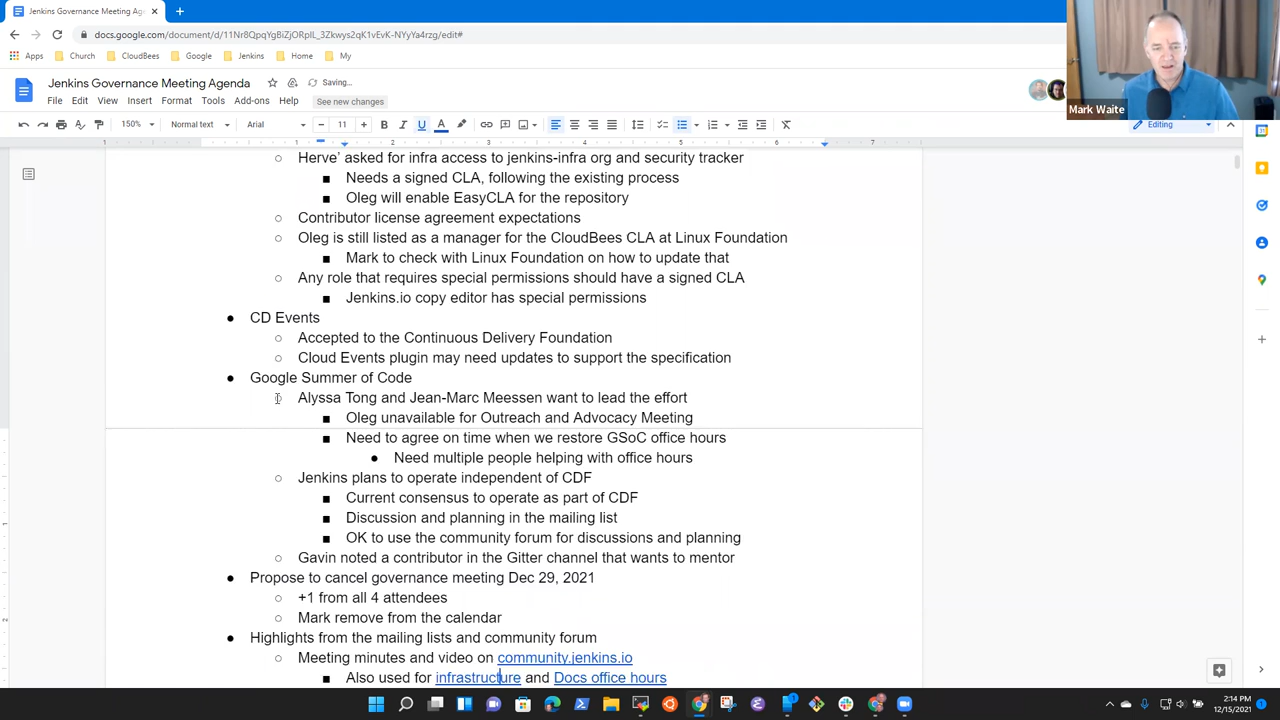 Jenkins Governance Meeting Ag
docs.google.com/document/d/11Nr8QpqYgBiZjORpIL_3Zkwys2qK1vEvK-NYyYa4rzg/edit#
Apps Church CloudBees Google Jenkins Home My
Jenkins Governance Meeting Agenda Saving...
File Edit View Insert Format Tools Add-ons Help See new changes
Mark Waite
150% Normal text Arial 11 Editing
1 1 2 3 4 5 6 7
Herve' asked for infra access to jenkins-infra org and security tracker
Needs a signed CLA, following the existing process
Oleg will enable EasyCLA for the repository
Contributor license agreement expectations
Oleg is still listed as a manager for the CloudBees CLA at Linux Foundation
Mark to check with Linux Foundation on how to update that
Any role that requires special permissions should have a signed CLA
Jenkins.io copy editor has special permissions
CD Events
Accepted to the Continuous Delivery Foundation
Cloud Events plugin may need updates to support the specification
Google Summer of Code
Alyssa Tong and Jean-Marc Meessen want to lead the effort
Oleg unavailable for Outreach and Advocacy Meeting
Need to agree on time when we restore GSoC office hours
Need multiple people helping with office hours
Jenkins plans to operate independent of CDF
Current consensus to operate as part of CDF
Discussion and planning in the mailing list
OK to use the community forum for discussions and planning
Gavin noted a contributor in the Gitter channel that wants to mentor
Propose to cancel governance meeting Dec 29, 2021
+1 from all 4 attendees
Mark remove from the calendar
Highlights from the mailing lists and community forum
Meeting minutes and video on community.jenkins.io
Also used for infrastructure and Docs office hours
2:14 PM
12/15/2021